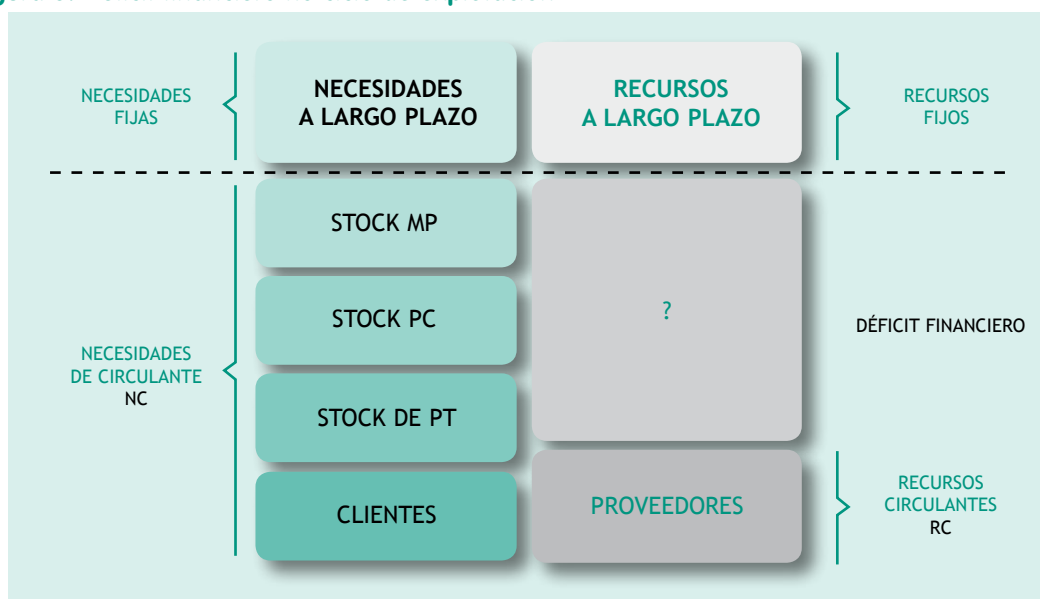 NECESIDADES
FIJAS
NECESIDADES
A LARGO PLAZO
RECURSOS
A LARGO PLAZO
RECURSOS
FIJOS
STOCK MP
STOCK PC
STOCK DE PT
CLIENTES
NECESIDADES
DE CIRCULANTE
NC
?
PROVEEDORES
DÉFICIT FINANCIERO
RECURSOS
CIRCULANTES
RC